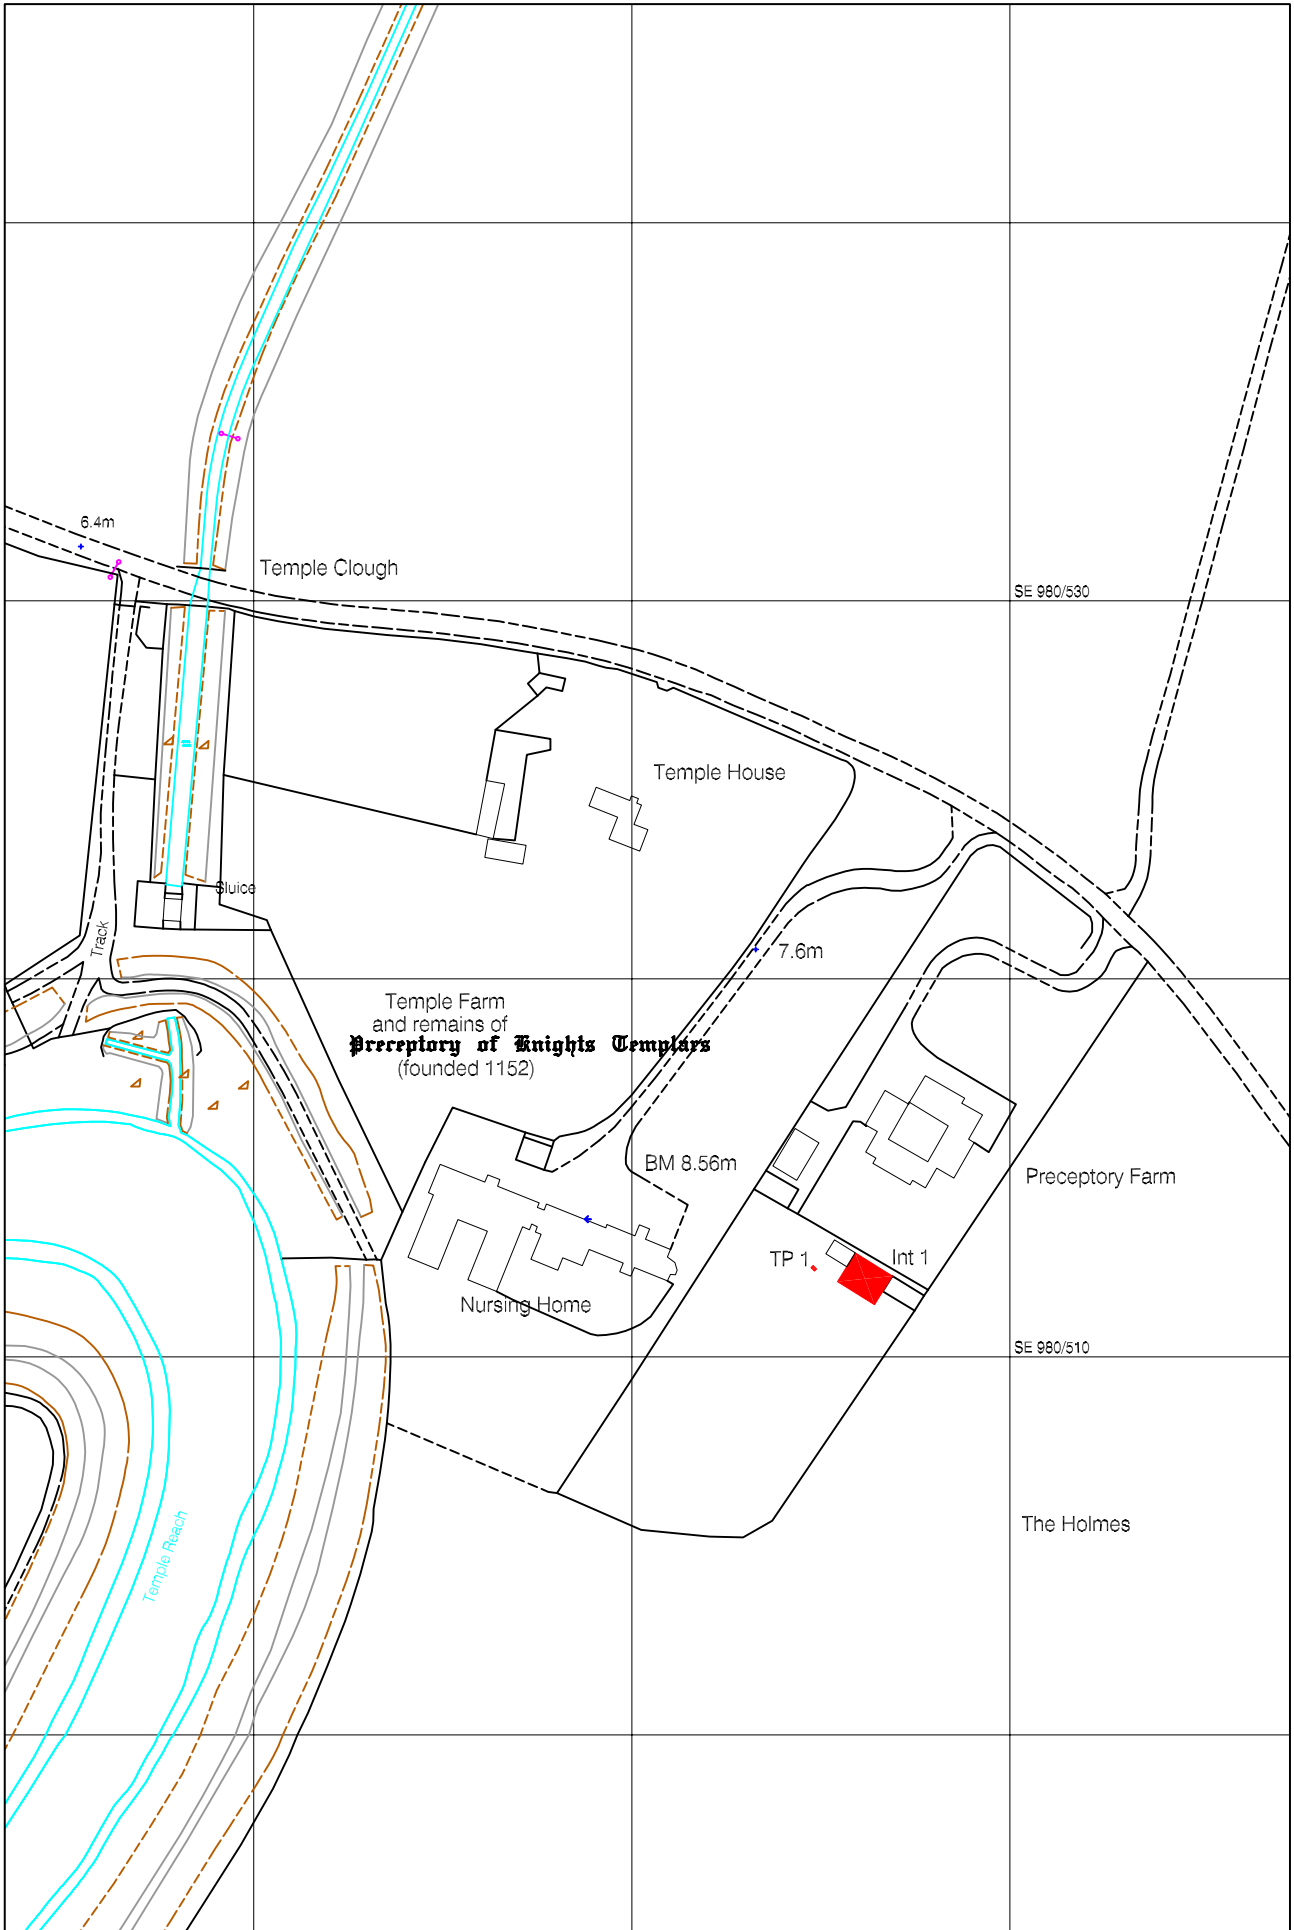 6.4m
Temple Clough
SE 980/530
Temple House
Sluice
Track
7.6m
Temple Farm
and remains of
Preceptory of Knights Templars
(founded 1152)
BM 8.56m
Preceptory Farm
TP 1
Int 1
Nursing Home
SE 980/510
The Holmes
Temple Reach